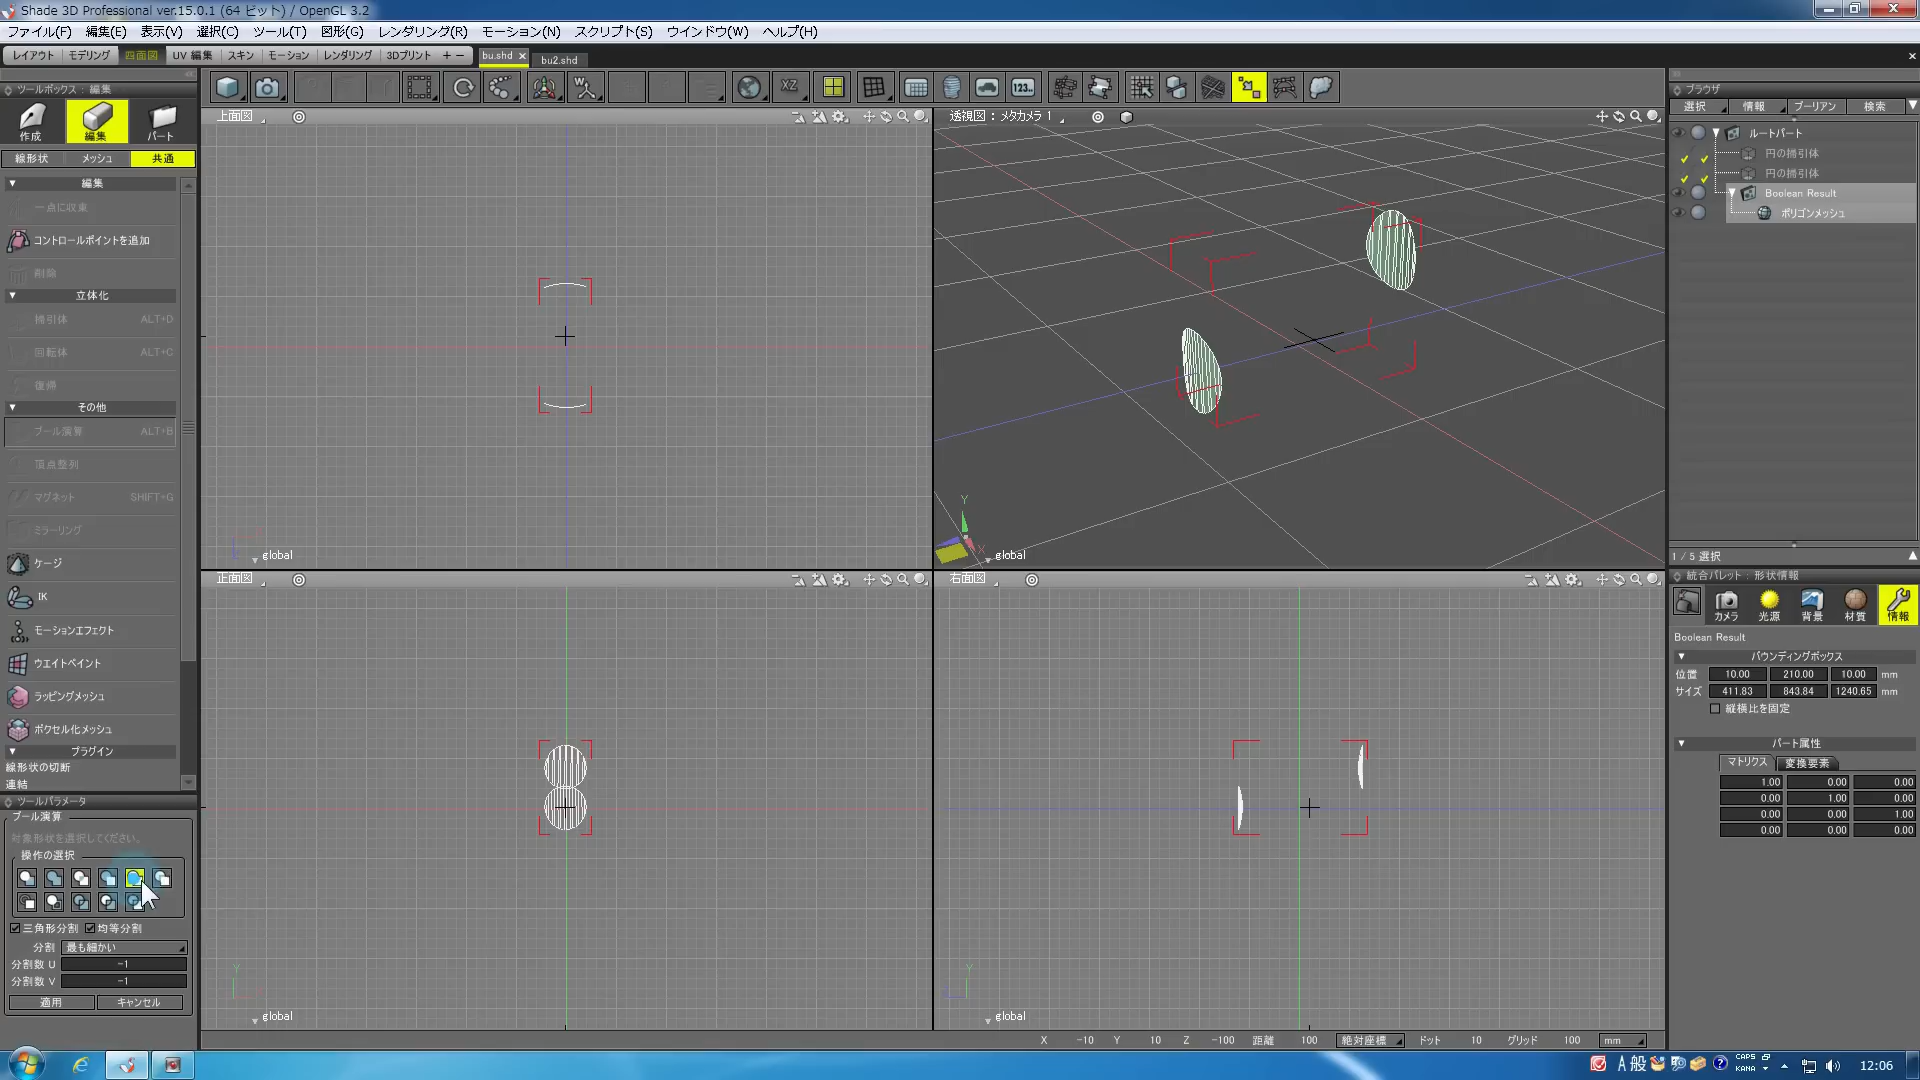 Shade 3D Professional ver.15.0.1 (64 ビット) / OpenGL 3.2
ファイル(F) 編集(E) 表示(V) 選択(C) ツール(T) 図形(G) レンダリング(R) モーション(N) スクリプト(S) ウインドウ(W) ヘルプ(H)
レイアウト モデリング 四面図 UV 編集 スキン モーション レンダリング 3Dプリント + ー bu.shd × bu2.shd
ツールボックス : 編集
作成 編集 パート
線形状 メッシュ 共通
編集
一点に収束
コントロールポイントを追加
削除
立体化
掃引体 ALT+D
回転体 ALT+C
復帰
その他
ブール演算 ALT+B
頂点整列
マグネット SHIFT+G
ミラーリング
ケージ
IK
モーションエフェクト
ウエイトペイント
ラッピングメッシュ
ボクセル化メッシュ
プラグイン
線形状の切断
連結
ツールパラメータ
ブール演算
対象形状を選択してください。
操作の選択
三角形分割 均等分割
分割 最も細かい
分割数 U -1
分割数 V -1
適用 キャンセル
XZ 123..
上面図
global
透視図 : メタカメラ 1
Y
X
global
正面図
Y
global
右面図
Y
global
X -10 Y 10 Z -100 距離 100 絶対座標 ドット 10 グリッド 100 mm
ブラウザ
選択 情報 ブーリアン 検索
ルートパート
円の掃引体
円の掃引体
Boolean Result
ポリゴンメッシュ
1 / 5 選択
統合パレット : 形状情報
カメラ 光源 背景 材質 情報
Boolean Result
バウンディングボックス
位置 10.00 210.00 10.00 mm
サイズ 411.83 843.84 1240.65 mm
縦横比を固定
パート属性
マトリクス 変換要素
1.00 0.00 0.00
0.00 1.00 0.00
0.00 0.00 1.00
0.00 0.00 0.00
A 般 CAPS KANA 12:06